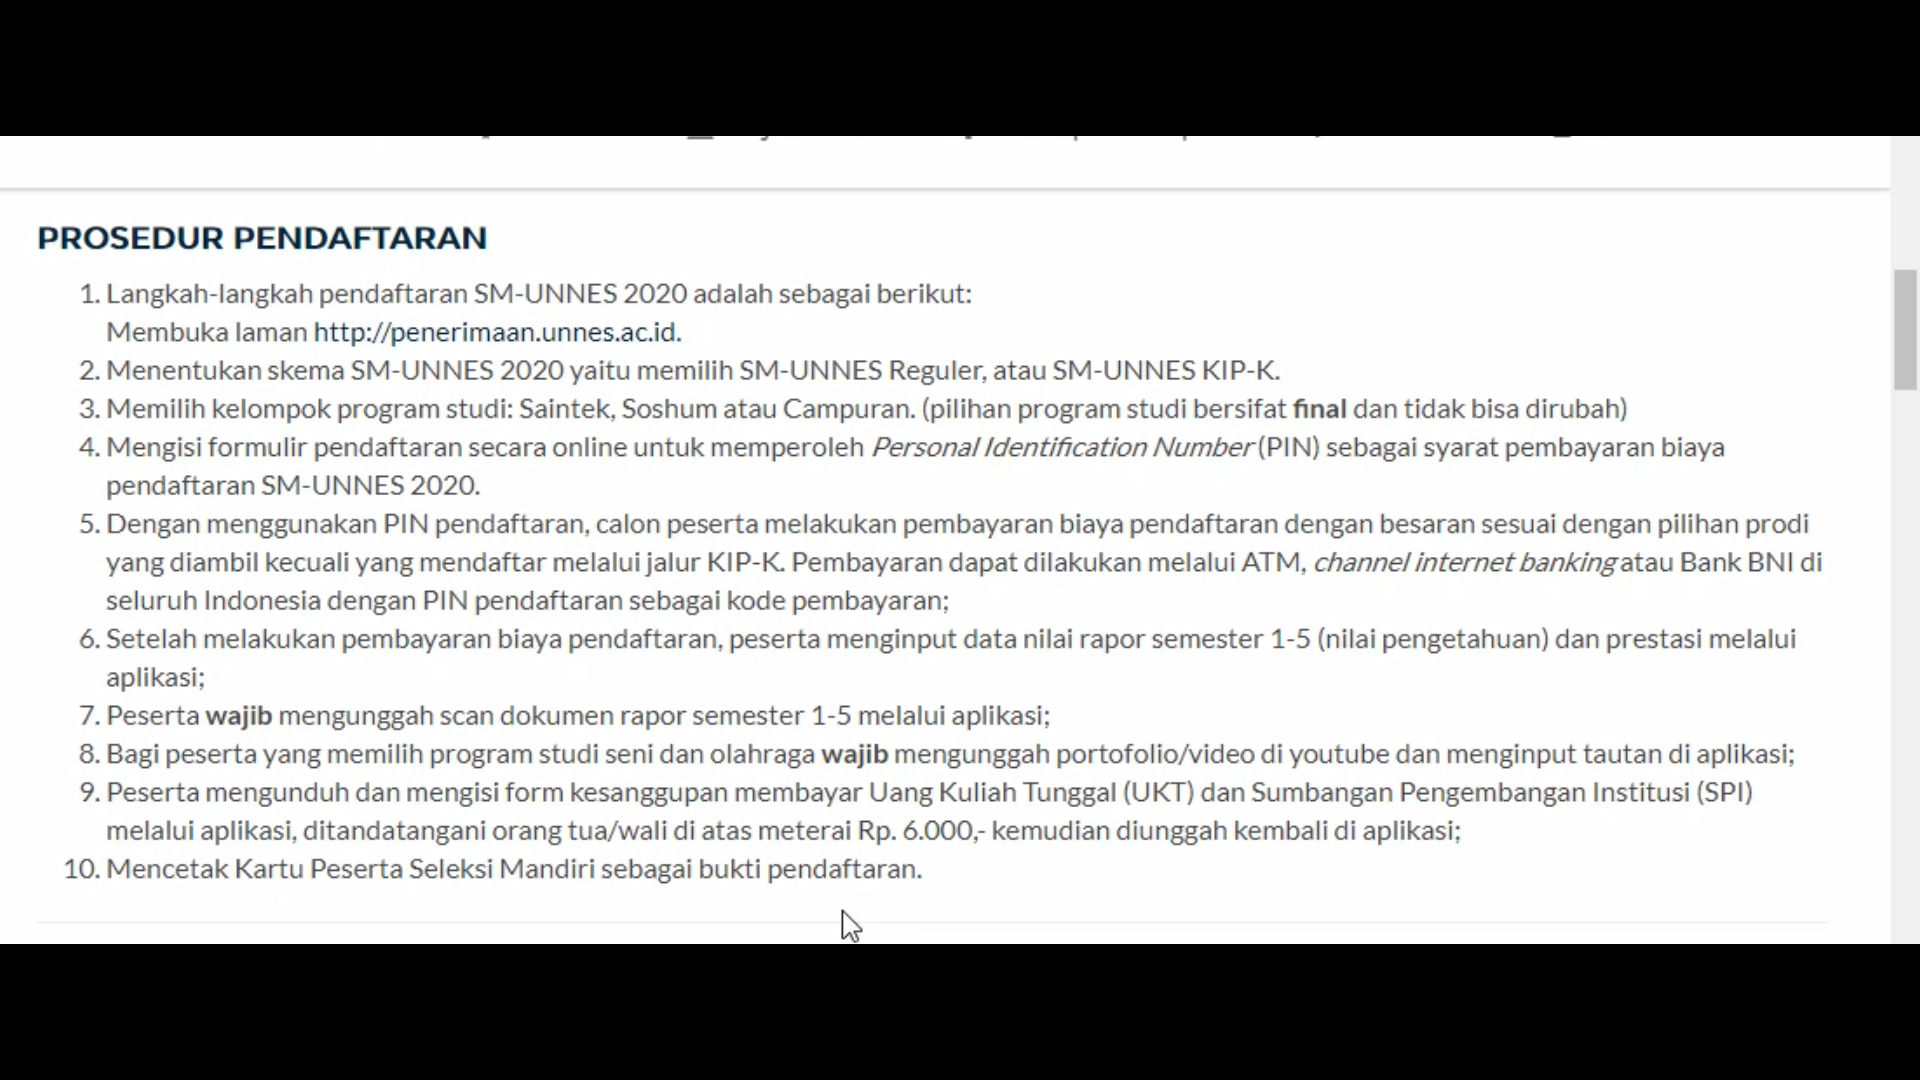 PROSEDUR PENDAFTARAN
1. Langkah-langkah pendaftaran SM-UNNES 2020 adalah sebagai berikut:
Membuka laman http://penerimaan.unnes.ac.id.
2. Menentukan skema SM-UNNES 2020 yaitu memilih SM-UNNES Reguler, atau SM-UNNES KIP-K.
3. Memilih kelompok program studi: Saintek, Soshum atau Campuran. (pilihan program studi bersifat final dan tidak bisa dirubah)
4. Mengisi formulir pendaftaran secara online untuk memperoleh Personal Identification Number (PIN) sebagai syarat pembayaran biaya
pendaftaran SM-UNNES 2020.
5. Dengan menggunakan PIN pendaftaran, calon peserta melakukan pembayaran biaya pendaftaran dengan besaran sesuai dengan pilihan prodi
yang diambil kecuali yang mendaftar melalui jalur KIP-K. Pembayaran dapat dilakukan melalui ATM, channel internet banking atau Bank BNI di
seluruh Indonesia dengan PIN pendaftaran sebagai kode pembayaran;
6. Setelah melakukan pembayaran biaya pendaftaran, peserta menginput data nilai rapor semester 1-5 (nilai pengetahuan) dan prestasi melalui
aplikasi;
7. Peserta wajib mengunggah scan dokumen rapor semester 1-5 melalui aplikasi;
8. Bagi peserta yang memilih program studi seni dan olahraga wajib mengunggah portofolio/video di youtube dan menginput tautan di aplikasi;
9. Peserta mengunduh dan mengisi form kesanggupan membayar Uang Kuliah Tunggal (UKT) dan Sumbangan Pengembangan Institusi (SPI)
melalui aplikasi, ditandatangani orang tua/wali di atas meterai Rp. 6.000,- kemudian diunggah kembali di aplikasi;
10. Mencetak Kartu Peserta Seleksi Mandiri sebagai bukti pendaftaran.